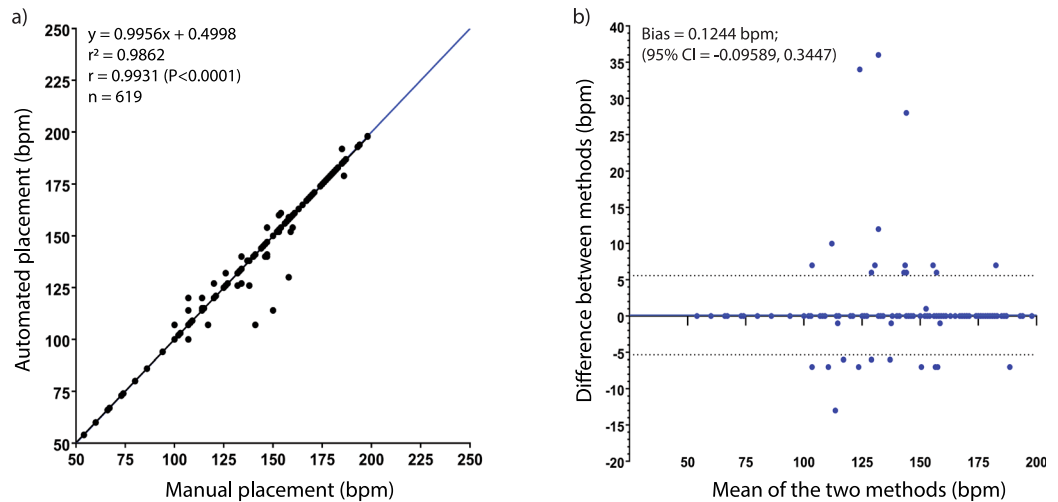 a)
y = 0.9956x + 0.4998
r² = 0.9862
r = 0.9931 (P<0.0001)
n = 619
Automated placement (bpm)
250
225
200
175
150
125
100
75
50
50 75 100 125 150 175 200 225 250
Manual placement (bpm)
b)
Bias = 0.1244 bpm;
(95% CI = -0.09589, 0.3447)
Difference between methods (bpm)
40
35
30
25
20
15
10
5
0
-5
-10
-15
-20
50 75 100 125 150 175 200
Mean of the two methods (bpm)